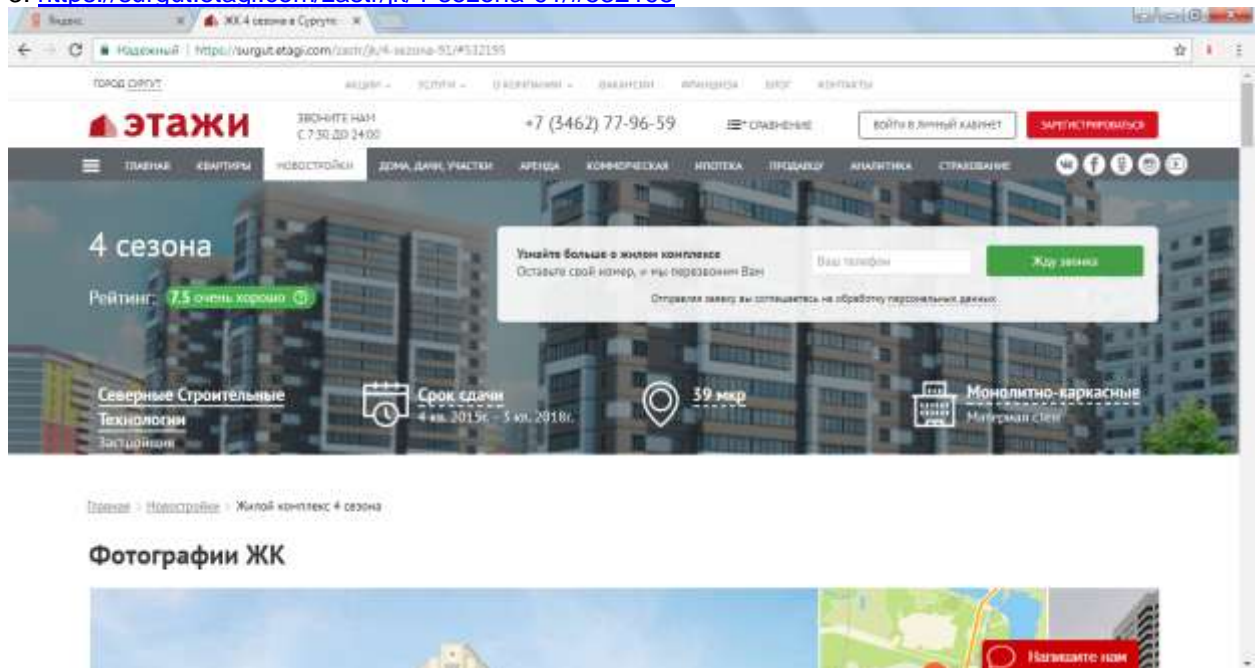 Яндекс
ЖК 4 сезона в Сургуте
Надежный https://surgut.etagi.com/zastr/jk/4-sezona-91/#532195
ГОРОД СУРГУТ
АКЦИИ УСЛУГИ О КОМПАНИИ ВАКАНСИИ ФРАНШИЗА БЛОГ КОНТАКТЫ
этажи
ЗВОНИТЕ НАМ
С 7:30 ДО 24:00
+7 (3462) 77-96-59
СРАВНЕНИЕ
ВОЙТИ В ЛИЧНЫЙ КАБИНЕТ
ЗАРЕГИСТРИРОВАТЬСЯ
ГЛАВНАЯ КВАРТИРЫ НОВОСТРОЙКИ ДОМА, ДАЧИ, УЧАСТКИ АРЕНДА КОММЕРЧЕСКАЯ ИПОТЕКА ПРОДАВЦУ АНАЛИТИКА СТРАХОВАНИЕ
4 сезона
Рейтинг: 7.5 очень хорошо
Узнайте больше о жилом комплексе
Оставьте свой номер, и мы перезвоним Вам
Ваш телефон
Жду звонка
Отправляя заявку вы соглашаетесь на обработку персональных данных
Северные Строительные
Технологии
Застройщик
Срок сдачи
4 кв. 2015г. – 3 кв. 2018г.
39 мкр
Монолитно-каркасные
Материал стен
Главная > Новостройки > Жилой комплекс 4 сезона
Фотографии ЖК
Напишите нам